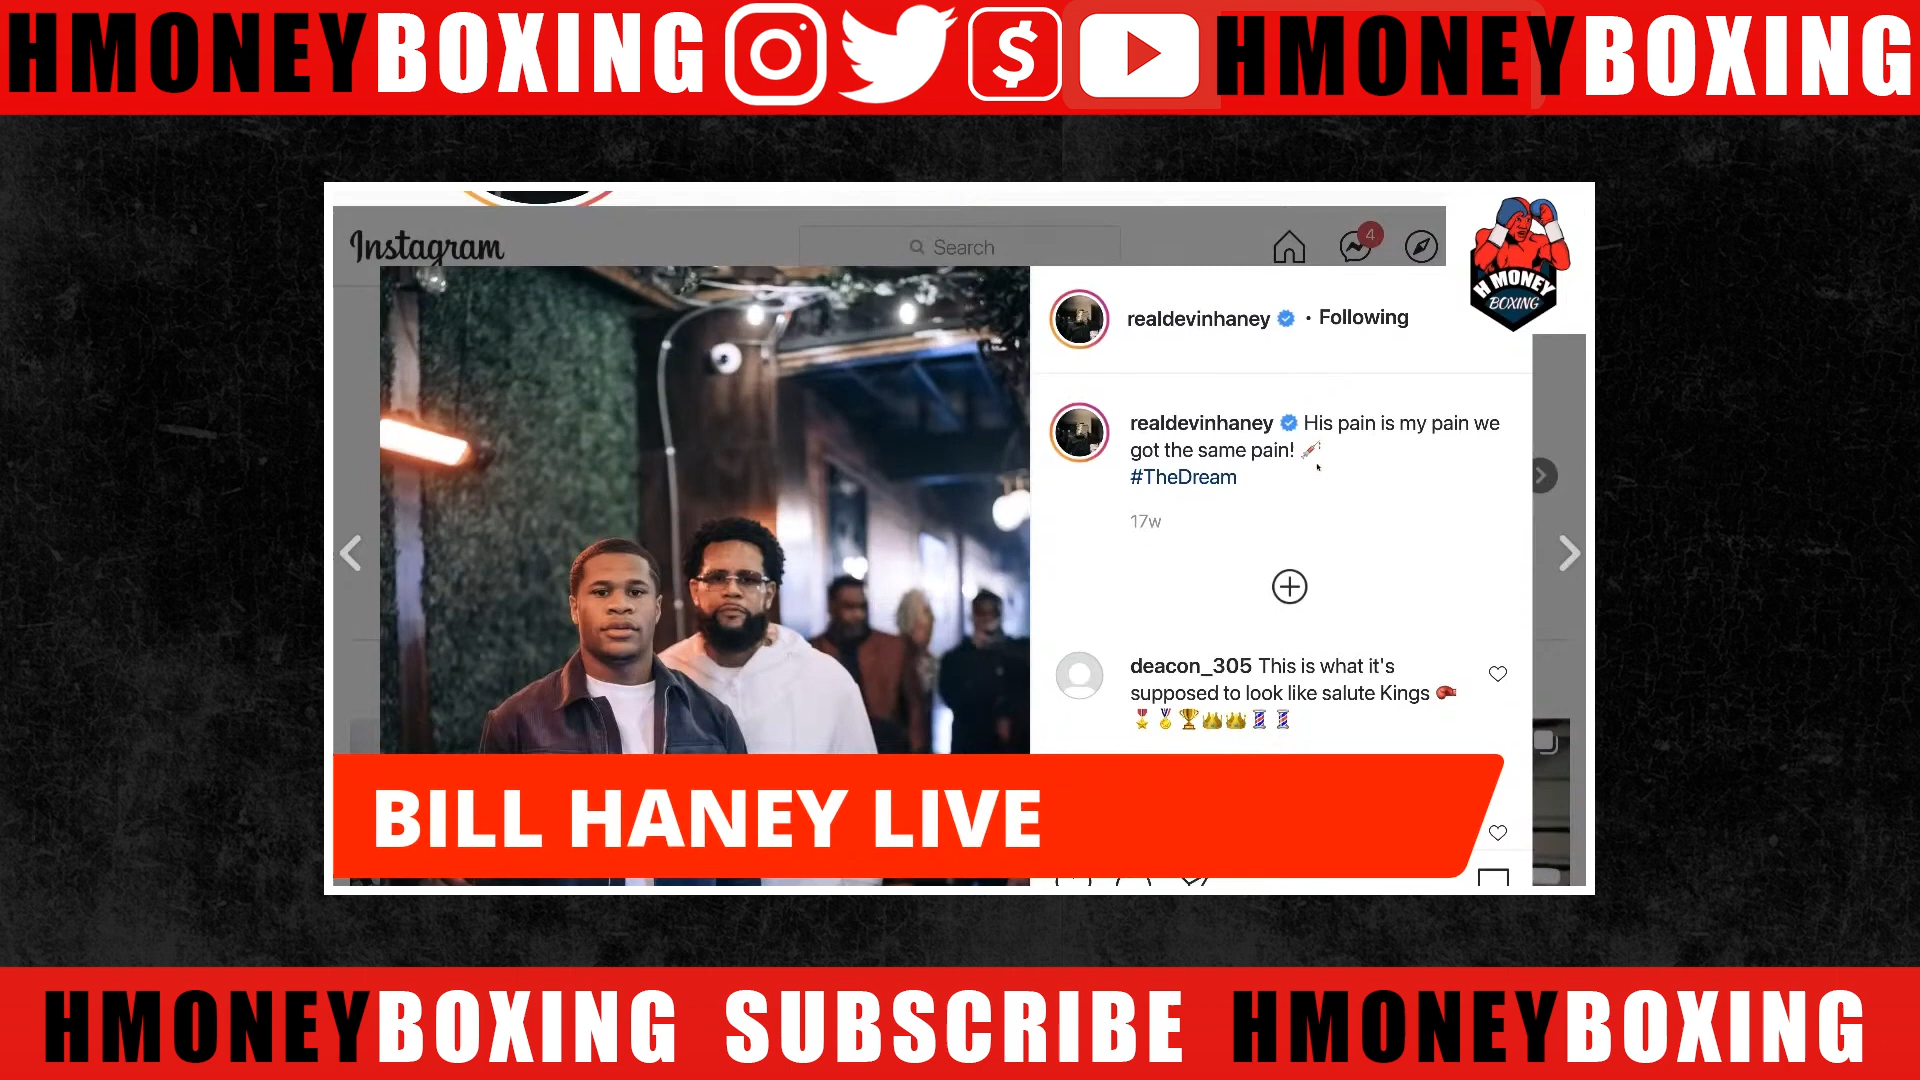 HMONEYBOXING HMONEYBOXING
Instagram
Search
4
H MONEY
BOXING
realdevinhaney • Following
realdevinhaney His pain is my pain we
got the same pain!
#TheDream
17w
deacon_305 This is what it's
supposed to look like salute Kings
BILL HANEY LIVE
HMONEYBOXING SUBSCRIBE HMONEYBOXING